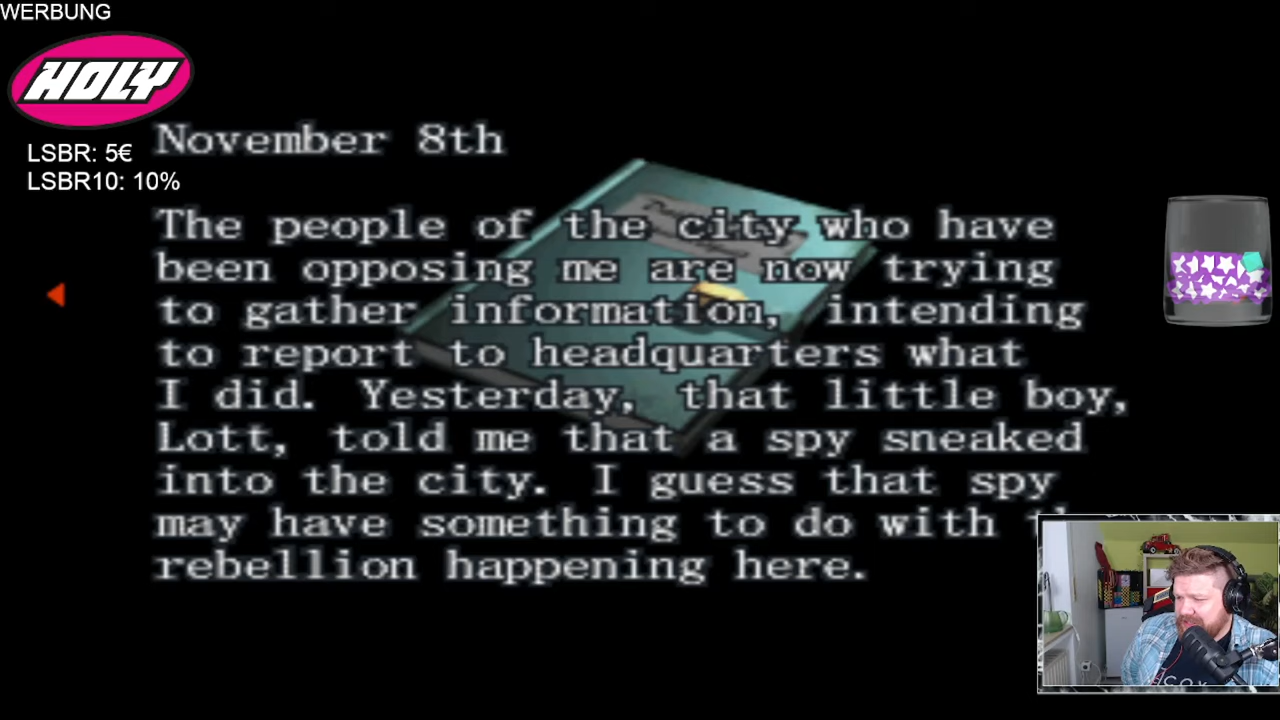 WERBUNG
HOLY
LSBR: 5€
LSBR10: 10%
November 8th
The people of the city who have
been opposing me are now trying
to gather information, intending
to report to headquarters what
I did. Yesterday, that little boy,
Lott, told me that a spy sneaked
into the city. I guess that spy
may have something to do with
rebellion happening here.